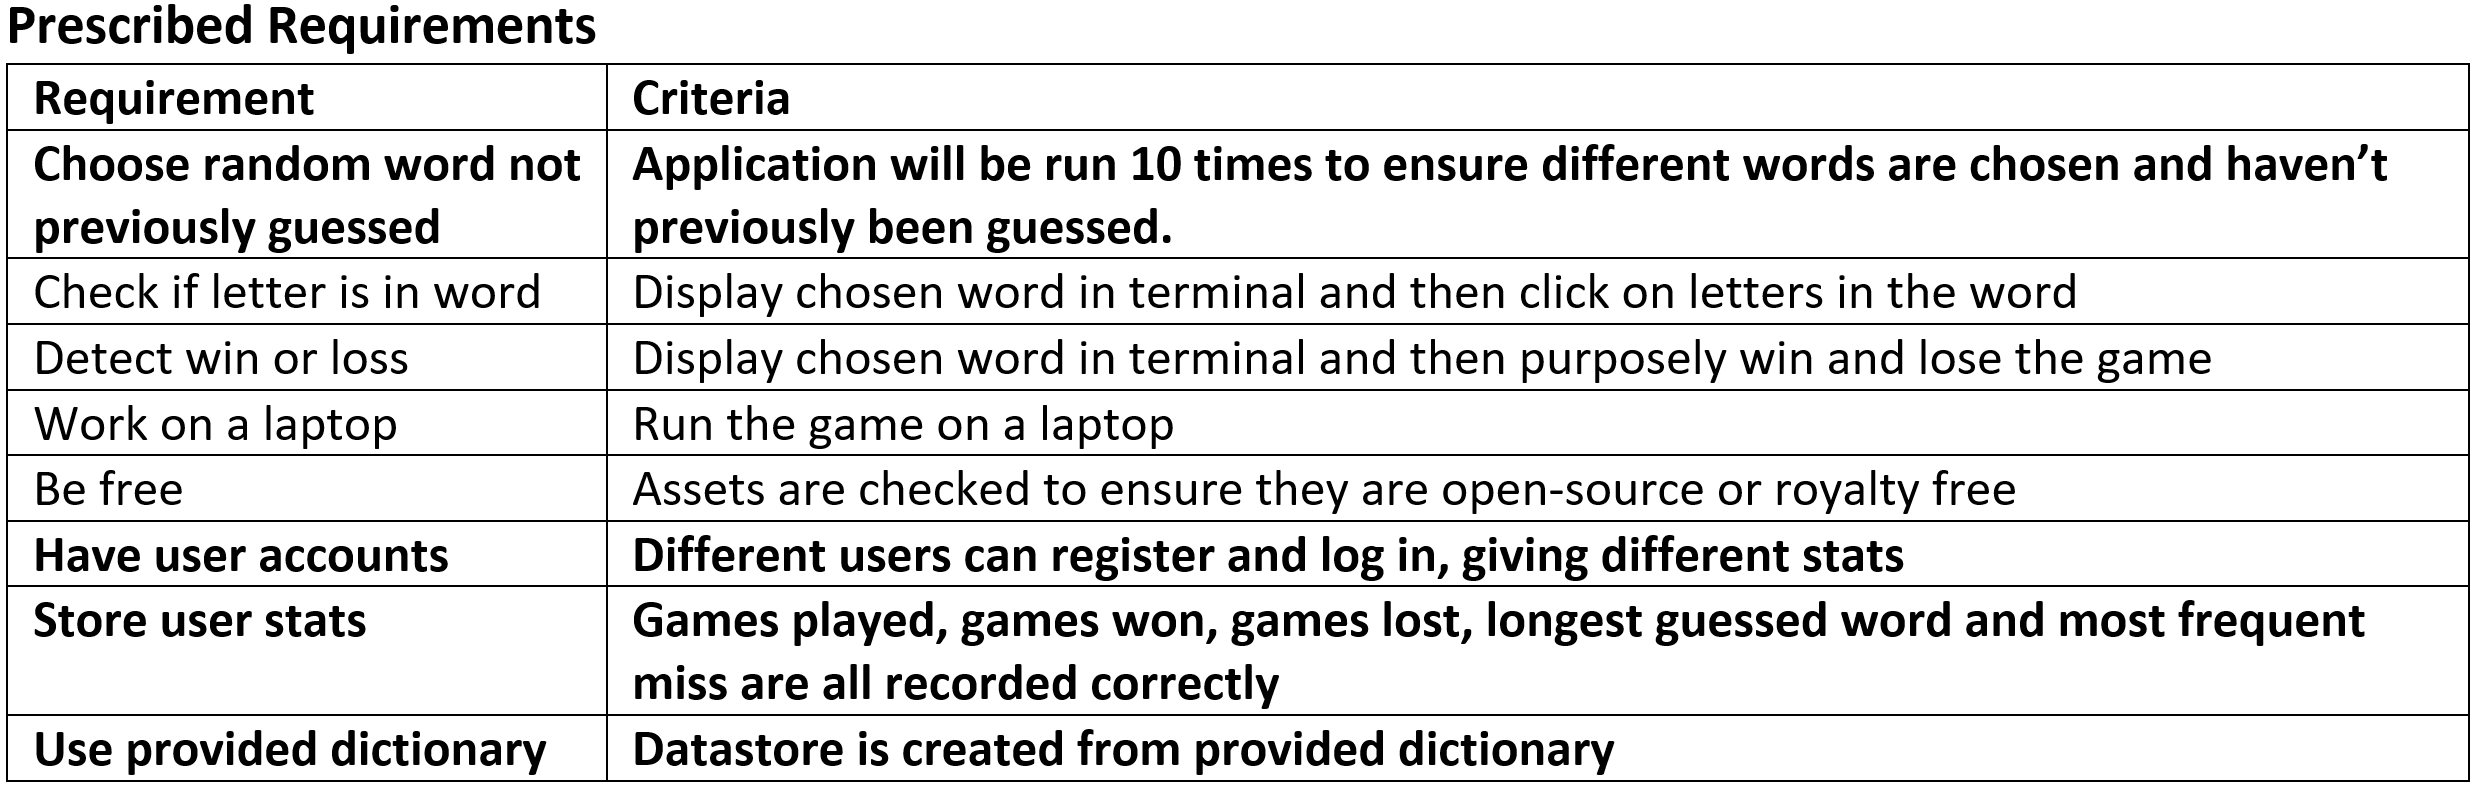 Prescribed Requirements
Requirement
Criteria
Choose random word not
previously guessed
Application will be run 10 times to ensure different words are chosen and haven’t
previously been guessed.
Check if letter is in word
Display chosen word in terminal and then click on letters in the word
Detect win or loss
Display chosen word in terminal and then purposely win and lose the game
Work on a laptop
Run the game on a laptop
Be free
Assets are checked to ensure they are open-source or royalty free
Have user accounts
Different users can register and log in, giving different stats
Store user stats
Games played, games won, games lost, longest guessed word and most frequent
miss are all recorded correctly
Use provided dictionary
Datastore is created from provided dictionary